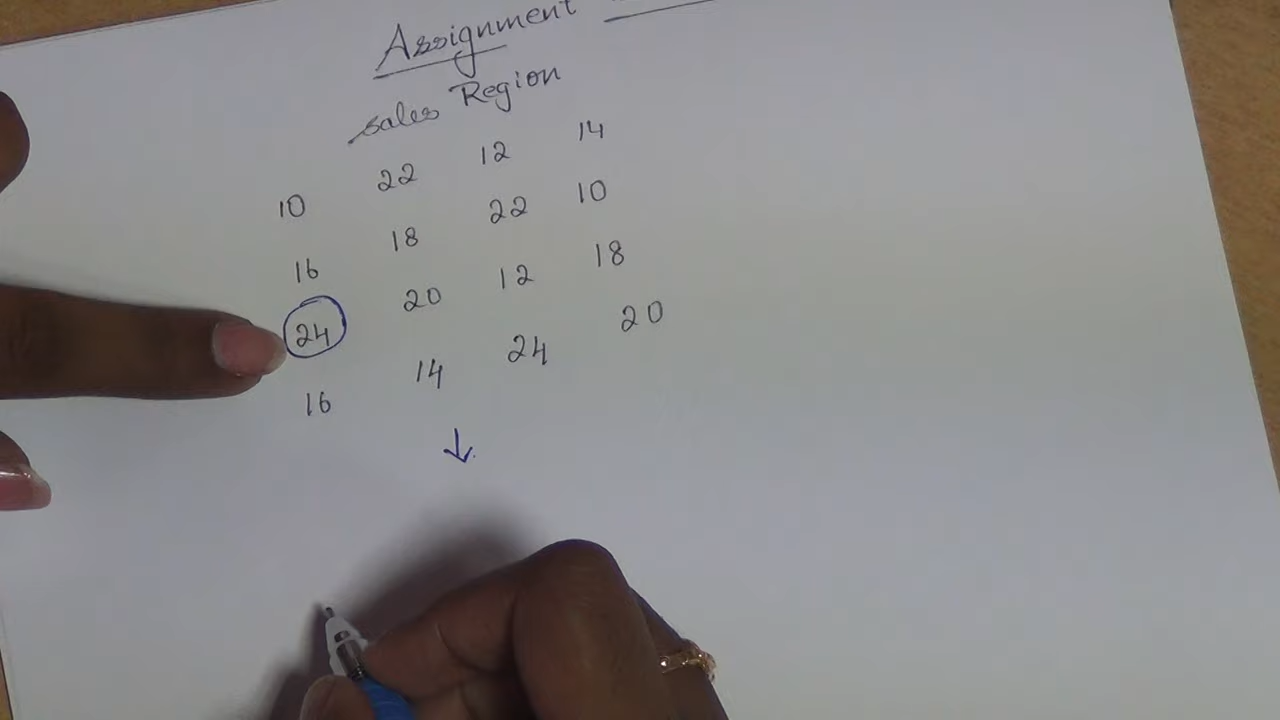 Assignment
Sales Region
10 22 12 14
16 18 22 10
24 20 12 18
16 14 24 20